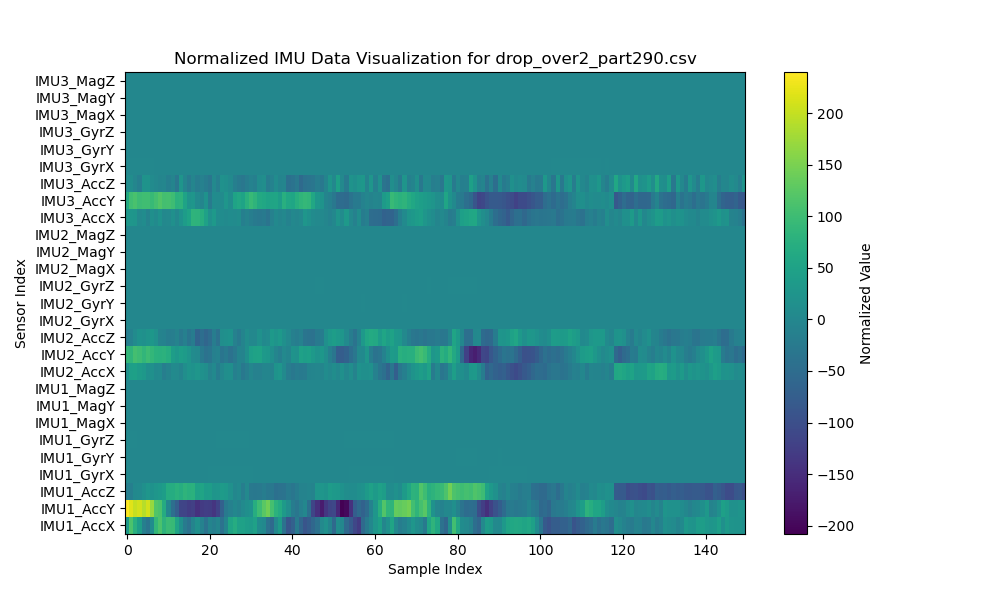 Normalized IMU Data Visualization for drop_over2_part290.csv
IMU3_MagZ
IMU3_MagY
IMU3_MagX
IMU3_GyrZ
IMU3_GyrY
IMU3_GyrX
IMU3_AccZ
IMU3_AccY
IMU3_AccX
IMU2_MagZ
IMU2_MagY
IMU2_MagX
IMU2_GyrZ
IMU2_GyrY
IMU2_GyrX
IMU2_AccZ
IMU2_AccY
IMU2_AccX
IMU1_MagZ
IMU1_MagY
IMU1_MagX
IMU1_GyrZ
IMU1_GyrY
IMU1_GyrX
IMU1_AccZ
IMU1_AccY
IMU1_AccX
Sensor Index
0 20 40 60 80 100 120 140
Sample Index
200
150
100
50
0
−50
−100
−150
−200
Normalized Value